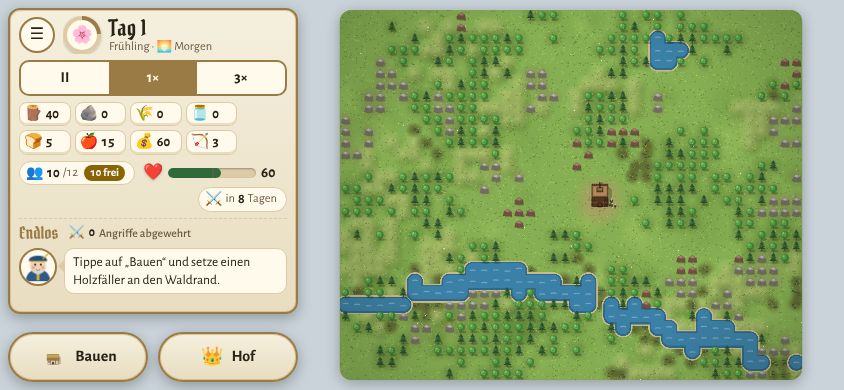 Tag 1
Frühling · Morgen
II 1× 3×
40 0 0 0
5 15 60 3
10 /12 10 frei 60
in 8 Tagen
Endlos 0 Angriffe abgewehrt
Tippe auf „Bauen“ und setze einen
Holzfäller an den Waldrand.
Bauen Hof